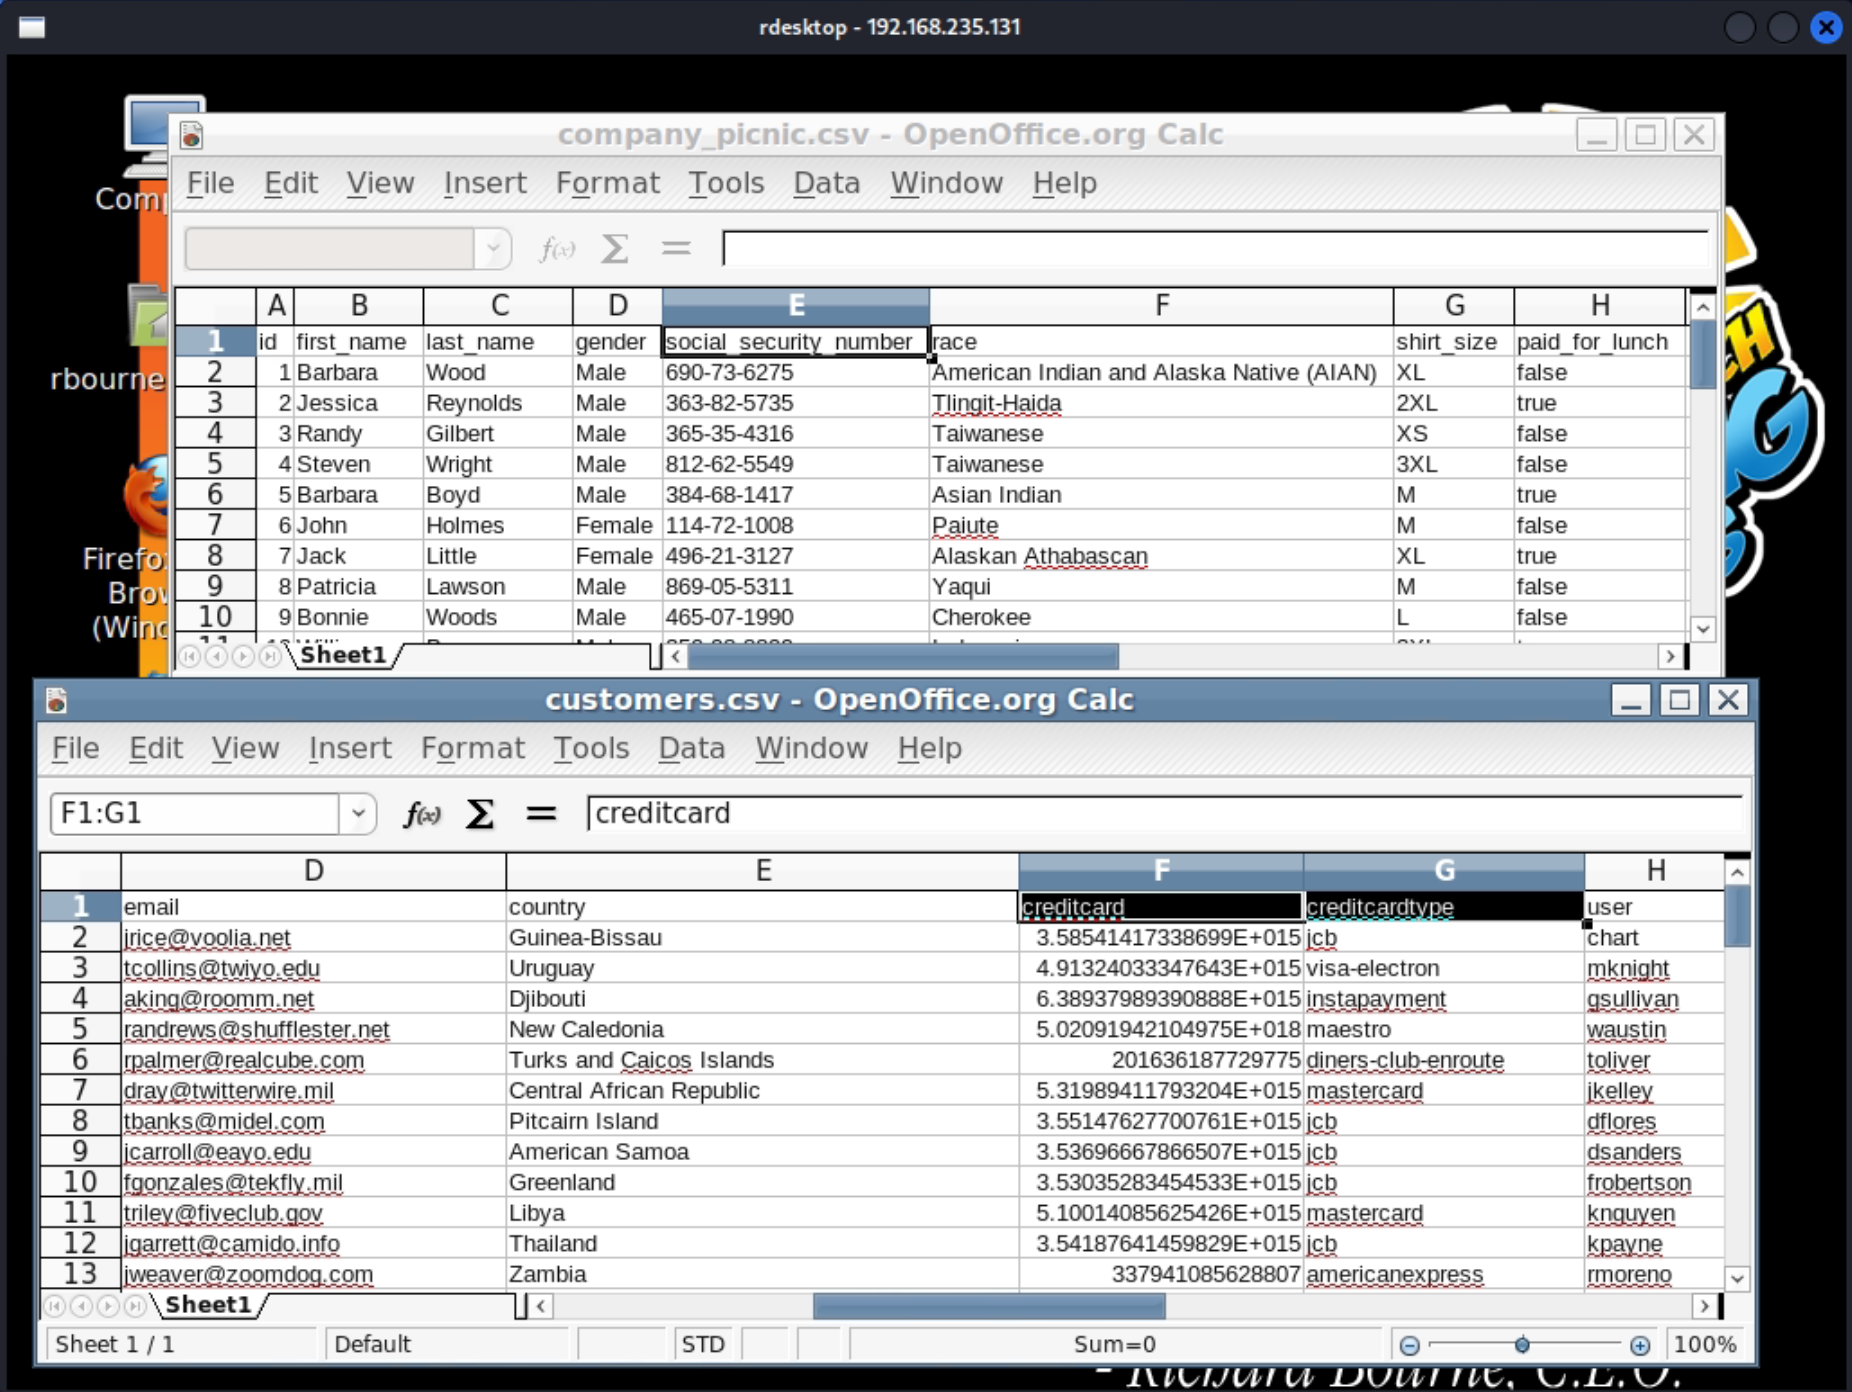 rdesktop - 192.168.235.131
company_picnic.csv - OpenOffice.org Calc
File Edit View Insert Format Tools Data Window Help
f(x) Σ =
A B C D E F G H
1 id first_name last_name gender social_security_number race shirt_size paid_for_lunch
2 1 Barbara Wood Male 690-73-6275 American Indian and Alaska Native (AIAN) XL false
3 2 Jessica Reynolds Male 363-82-5735 Tlingit-Haida 2XL true
4 3 Randy Gilbert Male 365-35-4316 Taiwanese XS false
5 4 Steven Wright Male 812-62-5549 Taiwanese 3XL false
6 5 Barbara Boyd Male 384-68-1417 Asian Indian M true
7 6 John Holmes Female 114-72-1008 Paiute M false
8 7 Jack Little Female 496-21-3127 Alaskan Athabascan XL true
9 8 Patricia Lawson Male 869-05-5311 Yaqui M false
10 9 Bonnie Woods Male 465-07-1990 Cherokee L false
Sheet1
rbourne
customers.csv - OpenOffice.org Calc
File Edit View Insert Format Tools Data Window Help
F1:G1 f(x) Σ = creditcard
D E F G H
1 email country creditcard creditcardtype user
2 jrice@voolia.net Guinea-Bissau 3.58541417338699E+015 jcb chart
3 tcollins@twiyo.edu Uruguay 4.91324033347643E+015 visa-electron mknight
4 aking@roomm.net Djibouti 6.38937989390888E+015 instapayment gsullivan
5 randrews@shufflester.net New Caledonia 5.02091942104975E+018 maestro waustin
6 rpalmer@realcube.com Turks and Caicos Islands 201636187729775 diners-club-enroute toliver
7 dray@twitterwire.mil Central African Republic 5.31989411793204E+015 mastercard jkelley
8 tbanks@midel.com Pitcairn Island 3.55147627700761E+015 jcb dflores
9 jcarroll@eayo.edu American Samoa 3.53696667866507E+015 jcb dsanders
10 fgonzales@tekfly.mil Greenland 3.53035283454533E+015 jcb frobertson
11 triley@fiveclub.gov Libya 5.10014085625426E+015 mastercard knguyen
12 jgarrett@camido.info Thailand 3.54187641459829E+015 jcb kpayne
13 jweaver@zoomdog.com Zambia 337941085628807 americanexpress rmoreno
Sheet1
Sheet 1 / 1 Default STD Sum=0 100%
- Richard Bourne, C.E.O.